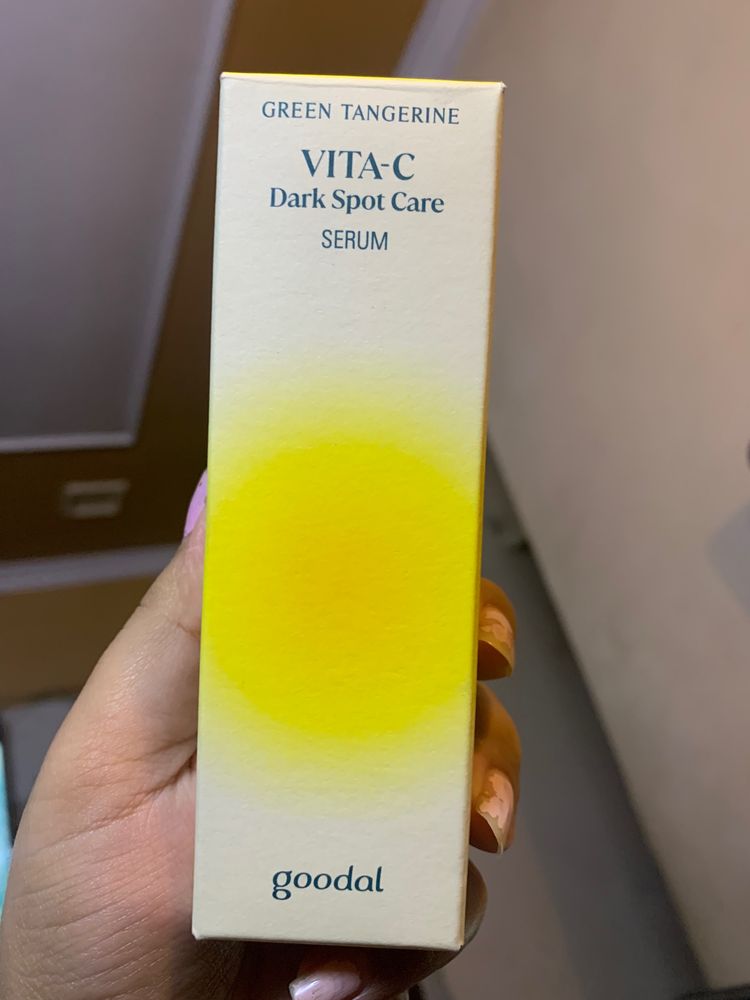 GREEN TANGERINE
VITA-C
Dark Spot Care
SERUM
goodal